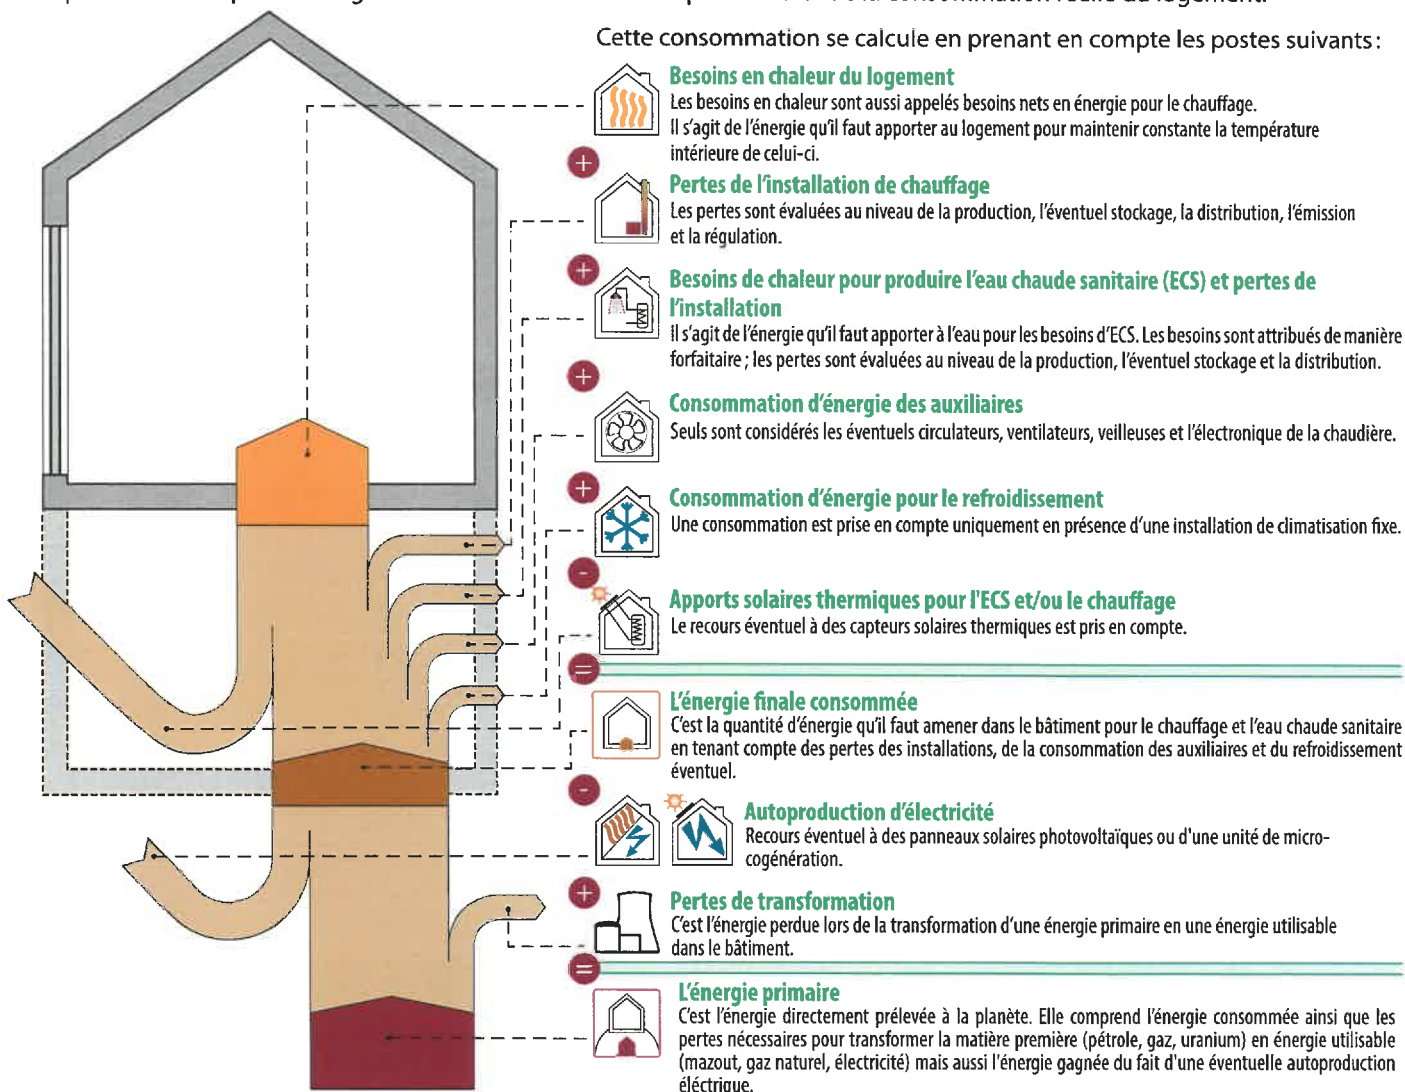 la consommation réelle du logement.
Cette consommation se calcule en prenant en compte les postes suivants :
Besoins en chaleur du logement
Les besoins en chaleur sont aussi appelés besoins nets en énergie pour le chauffage.
Il s'agit de l'énergie qu'il faut apporter au logement pour maintenir constante la température
intérieure de celui-ci.
+
Pertes de l'installation de chauffage
Les pertes sont évaluées au niveau de la production, l'éventuel stockage, la distribution, l'émission
et la régulation.
+
Besoins de chaleur pour produire l'eau chaude sanitaire (ECS) et pertes de
l'installation
Il s'agit de l'énergie qu'il faut apporter à l'eau pour les besoins d'ECS. Les besoins sont attribués de manière
forfaitaire ; les pertes sont évaluées au niveau de la production, l'éventuel stockage et la distribution.
+
Consommation d'énergie des auxiliaires
Seuls sont considérés les éventuels circulateurs, ventilateurs, veilleuses et l'électronique de la chaudière.
+
Consommation d'énergie pour le refroidissement
Une consommation est prise en compte uniquement en présence d'une installation de climatisation fixe.
-
Apports solaires thermiques pour l'ECS et/ou le chauffage
Le recours éventuel à des capteurs solaires thermiques est pris en compte.
=
L'énergie finale consommée
C'est la quantité d'énergie qu'il faut amener dans le bâtiment pour le chauffage et l'eau chaude sanitaire
en tenant compte des pertes des installations, de la consommation des auxiliaires et du refroidissement
éventuel.
-
Autoproduction d'électricité
Recours éventuel à des panneaux solaires photovoltaïques ou d'une unité de micro-
cogénération.
+
Pertes de transformation
C'est l'énergie perdue lors de la transformation d'une énergie primaire en une énergie utilisable
dans le bâtiment.
=
L'énergie primaire
C'est l'énergie directement prélevée à la planète. Elle comprend l'énergie consommée ainsi que les
pertes nécessaires pour transformer la matière première (pétrole, gaz, uranium) en énergie utilisable
(mazout, gaz naturel, électricité) mais aussi l'énergie gagnée du fait d'une éventuelle autoproduction
éléctrique.